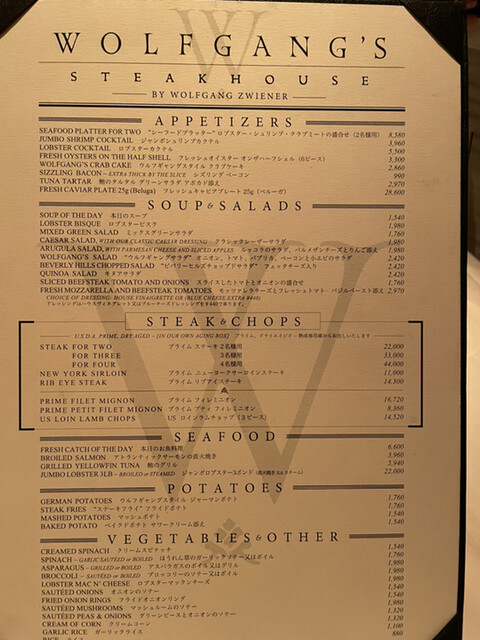 WOLFGANG'S
STEAKHOUSE
BY WOLFGANG ZWIENER
APPETIZERS
SEAFOOD PLATTER FOR TWO "シーフードプラッター" ロブスター・シュリンプ・クラブミートの盛合せ (2名様用) 8,580
JUMBO SHRIMP COCKTAIL ジャンボシュリンプカクテル 3,960
LOBSTER COCKTAIL ロブスターカクテル 5,500
FRESH OYSTERS ON THE HALF SHELL フレッシュオイスター オンザハーフシェル (6ピース) 3,300
WOLFGANG'S CRAB CAKE ウルフギャングスタイル クラブケーキ 2,860
SIZZLING BACON – EXTRA THICK BY THE SLICE シズリング ベーコン 990
TUNA TARTAR 鮪のタルタル グリーンサラダ アボカド添え 2,970
FRESH CAVIAR PLATE 25g (Beluga) フレッシュキャビアプレート 25g (ベルーガ) 28,600
SOUP & SALADS
SOUP OF THE DAY 本日のスープ 1,540
LOBSTER BISQUE ロブスタービスク 1,980
MIXED GREEN SALAD ミックスグリーンサラダ 1,760
CAESAR SALAD, WITH OUR CLASSIC CAESAR DRESSING クラシックシーザーサラダ 1,980
ARUGULA SALAD, WITH PARMESAN CHEESE AND SLICED APPLES ルッコラのサラダ、パルメザンチーズとりんご添え 1,980
WOLFGANG'S SALAD "ウルフギャングサラダ" オニオン、トマト、パプリカ、ベーコンと小エビのサラダ 2,420
BEVERLY HILLS CHOPPED SALAD "ビバリーヒルズチョップドサラダ" フェッタチーズ入り 2,420
QUINOA SALAD キヌアサラダ 2,420
SLICED BEEFSTEAK TOMATO AND ONIONS スライスしたトマトとオニオンの盛合せ 1,760
FRESH MOZZARELLA AND BEEFSTEAK TOMATOES モッツァレラチーズとフレッシュトマト・バジルペースト添え 2,970
CHOICE OF DRESSING: HOUSE VINAIGRETTE OR (BLUE CHEESE EXTRA ¥440)
STEAK & CHOPS
U.S.D.A. PRIME, DRY AGED – [IN OUR OWN AGING BOX]
STEAK FOR TWO プライム ステーキ 2名様用 22,000
FOR THREE 3名様用 33,000
FOR FOUR 4名様用 44,000
NEW YORK SIRLOIN プライム ニューヨークサーロインステーキ 11,000
RIB EYE STEAK プライム リブアイステーキ 14,300
PRIME FILET MIGNON プライム フィレミニオン 16,720
PRIME PETIT FILET MIGNON プライム プティ フィレミニオン 8,360
US LOIN LAMB CHOPS US ロインラムチョップ (3ピース) 14,520
SEAFOOD
FRESH CATCH OF THE DAY 本日のお魚料理 6,600
BROILED SALMON アトランティックサーモンの直火焼き 3,960
GRILLED YELLOWFIN TUNA 鮪のグリル 5,940
JUMBO LOBSTER 3LB – BROILED or STEAMED ジャンボロブスター3ポンド 22,000
POTATOES
GERMAN POTATOES ウルフギャングスタイル ジャーマンポテト 1,760
STEAK FRIES "ステーキフライ" フライドポテト 1,760
MASHED POTATOES マッシュポテト 1,540
BAKED POTATO ベイクドポテト サワークリーム添え 1,540
VEGETABLES & OTHER
CREAMED SPINACH クリームスピナッチ 1,540
SPINACH – GARLIC SAUTÉED or BOILED ほうれん草のガーリックソテー又はボイル 1,760
ASPARAGUS – GRILLED or BOILED アスパラガスのグリル又はボイル
BROCCOLI – SAUTÉED or BOILED ブロッコリーのソテー又はボイル
LOBSTER MAC N' CHEESE ロブスターマックンチーズ
SAUTÉED ONIONS オニオンのソテー
FRIED ONION RINGS フライドオニオンリング
SAUTÉED MUSHROOMS マッシュルームのソテー
SAUTÉED PEAS & ONIONS グリーンピースとオニオンのソテー
CREAM OF CORN クリームコーン
GARLIC RICE ガーリックライス
RICE ライス